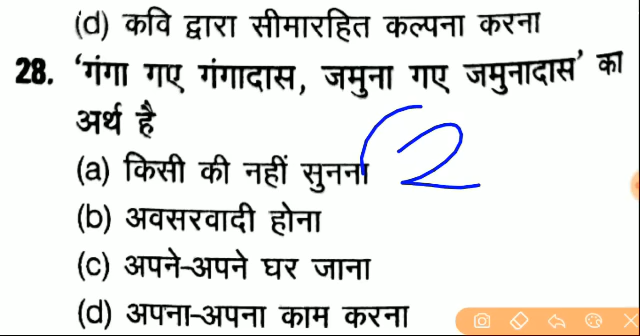 (d) कवि द्वारा सीमारहित कल्पना करना
28. ‘गंगा गए गंगादास, जमुना गए जमुनादास’ का
अर्थ है
(a) किसी की नहीं सुनना
2
(b) अवसरवादी होना
(c) अपने-अपने घर जाना
(d) अपना-अपना काम करना